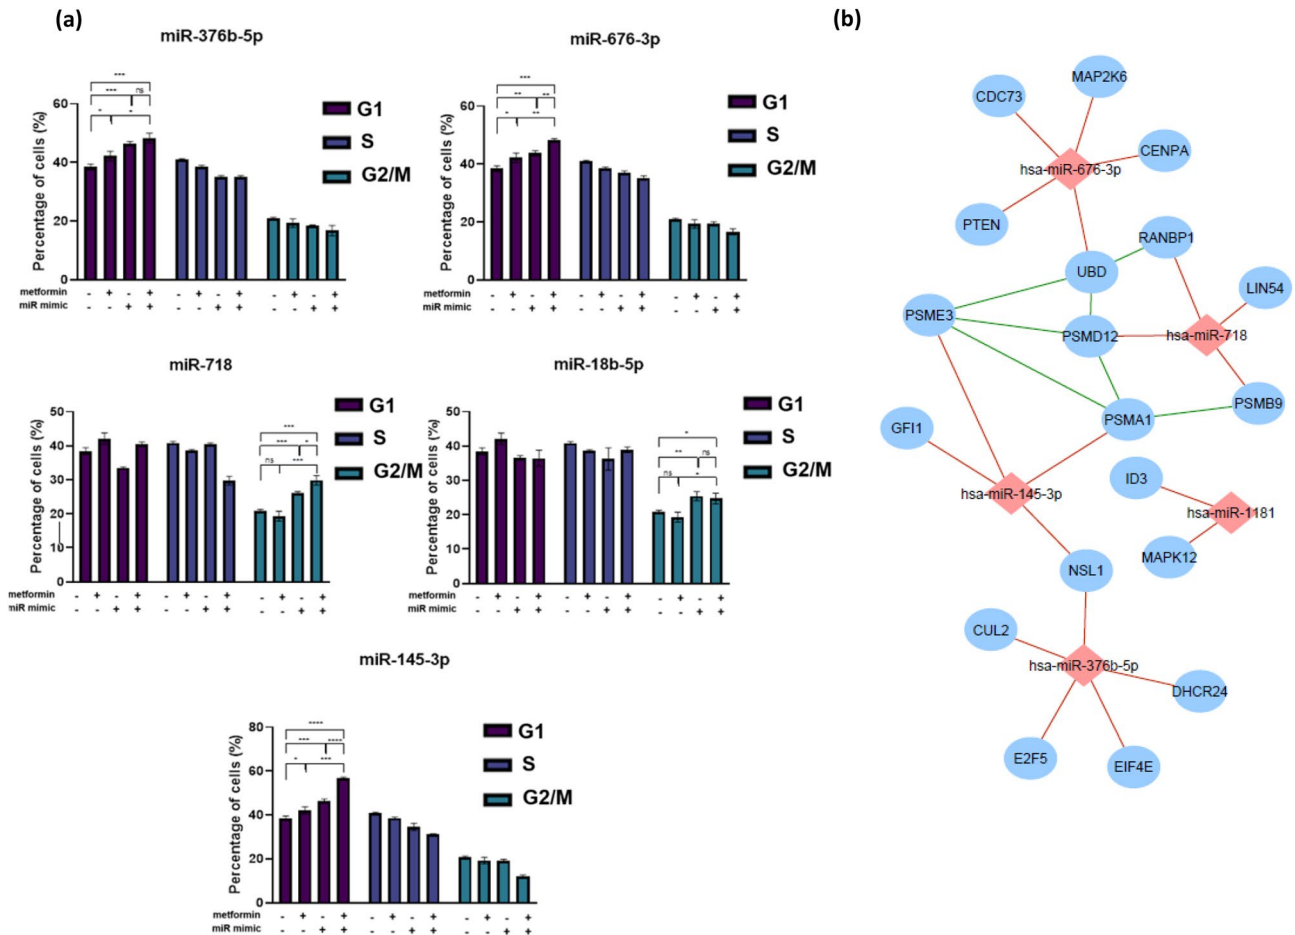 (a)
miR-376b-5p
*** 
*** ns
* *
Percentage of cells (%)
60
40
20
0
G1
S
G2/M
metformin - + - + - + - + - + - +
miR mimic - - + + - - + + - - + +
miR-676-3p
***
** **
* **
Percentage of cells (%)
60
40
20
0
G1
S
G2/M
metformin - + - + - + - + - + - +
miR mimic - - + + - - + + - - + +
miR-718
***
*** *
ns ***
Percentage of cells (%)
50
40
30
20
10
0
G1
S
G2/M
metformin - + - + - + - + - + - +
miR mimic - - + + - - + + - - + +
miR-18b-5p
*
** ns
ns *
Percentage of cells (%)
50
40
30
20
10
0
G1
S
G2/M
metformin - + - + - + - + - + - +
miR mimic - - + + - - + + - - + +
miR-145-3p
****
*** ****
* ***
Percentage of cells (%)
80
60
40
20
0
G1
S
G2/M
metformin - + - + - + - + - + - +
miR mimic - - + + - - + + - - + +
(b)
MAP2K6
CDC73
CENPA
hsa-miR-676-3p
PTEN
RANBP1
UBD
LIN54
PSME3
PSMD12
hsa-miR-718
PSMB9
PSMA1
GFI1
ID3
hsa-miR-145-3p
hsa-miR-1181
MAPK12
NSL1
CUL2
hsa-miR-376b-5p
DHCR24
E2F5
EIF4E